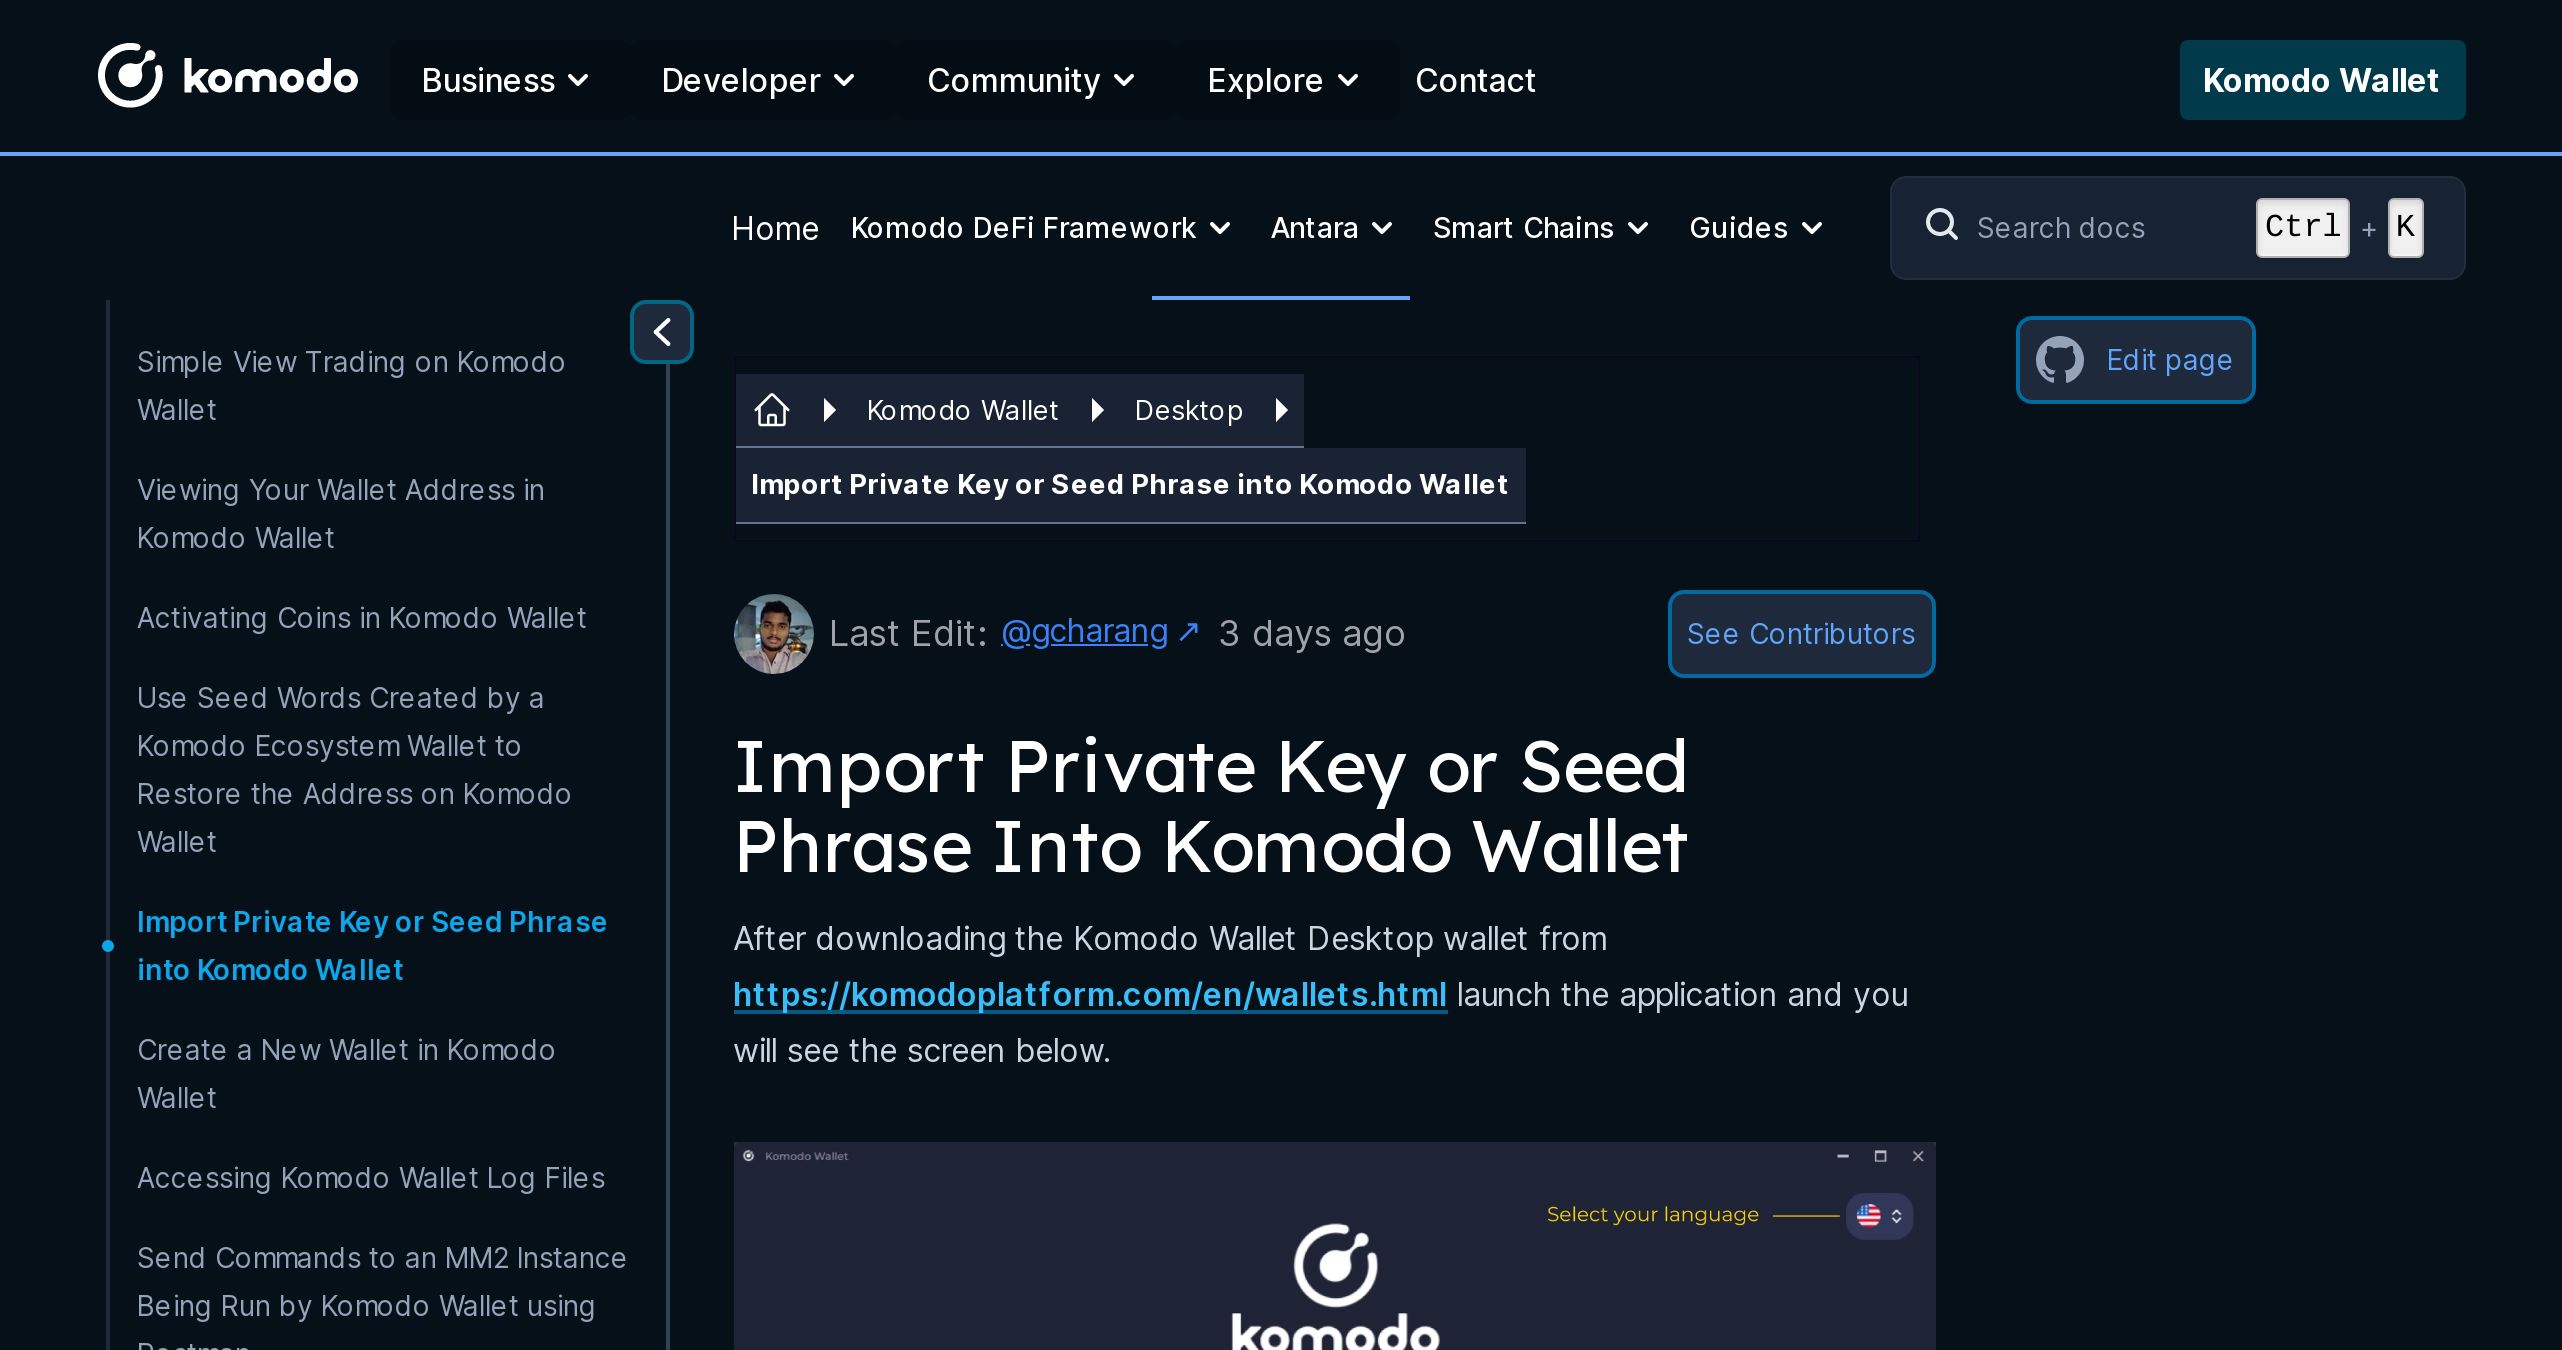 komodo
Business
Developer
Community
Explore
Contact
Komodo Wallet
Home
Komodo DeFi Framework
Antara
Smart Chains
Guides
Search docs
Ctrl + K
Simple View Trading on Komodo
Wallet
Viewing Your Wallet Address in
Komodo Wallet
Activating Coins in Komodo Wallet
Use Seed Words Created by a
Komodo Ecosystem Wallet to
Restore the Address on Komodo
Wallet
Import Private Key or Seed Phrase
into Komodo Wallet
Create a New Wallet in Komodo
Wallet
Accessing Komodo Wallet Log Files
Send Commands to an MM2 Instance
Being Run by Komodo Wallet using
Komodo Wallet
Desktop
Import Private Key or Seed Phrase into Komodo Wallet
Edit page
Last Edit: @gcharang ↗ 3 days ago
See Contributors
Import Private Key or Seed
Phrase Into Komodo Wallet
After downloading the Komodo Wallet Desktop wallet from
https://komodoplatform.com/en/wallets.html launch the application and you
will see the screen below.
Komodo Wallet
Select your language
komodo